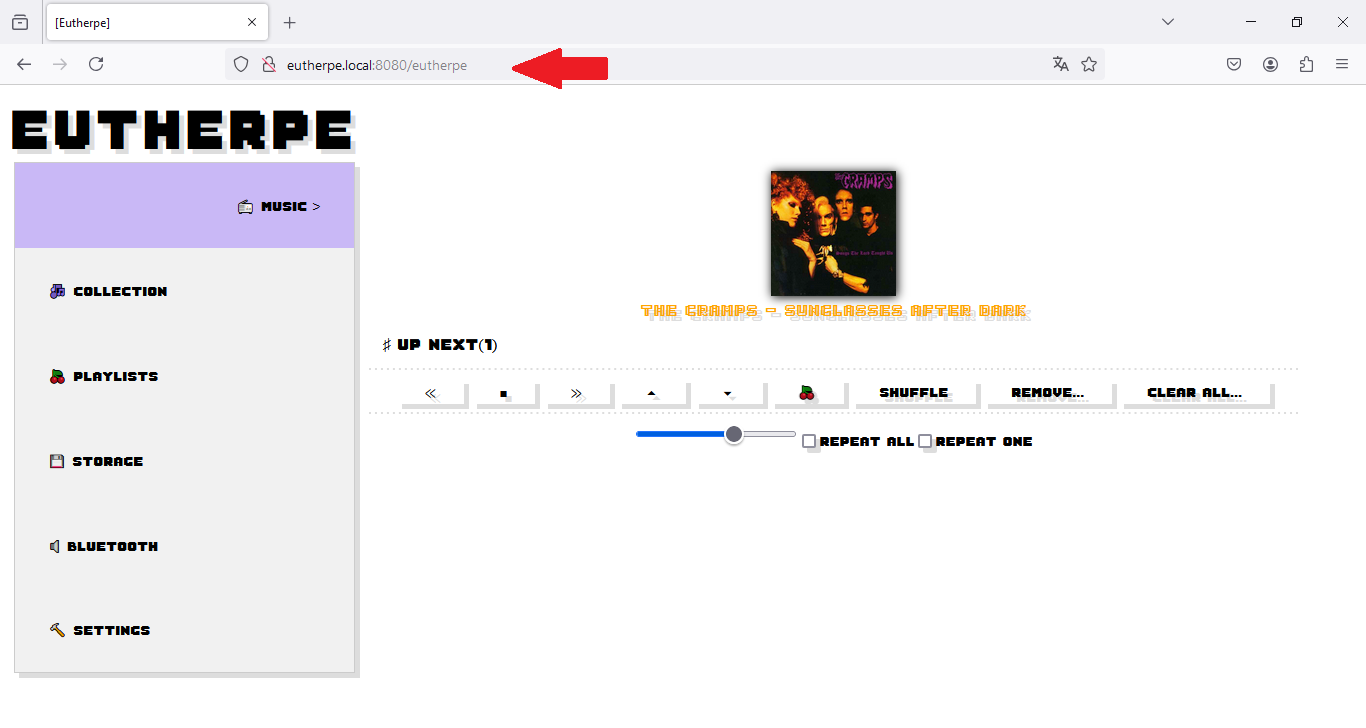 [Eutherpe]
eutherpe.local:8080/eutherpe
EUTHERPE
MUSIC >
COLLECTION
PLAYLISTS
STORAGE
BLUETOOTH
SETTINGS
THE CRAMPS
Songs The Lord Taught Us
THE CRAMPS - SUNGLASSES AFTER DARK
♯ UP NEXT(1)
SHUFFLE REMOVE... CLEAR ALL...
REPEAT ALL REPEAT ONE